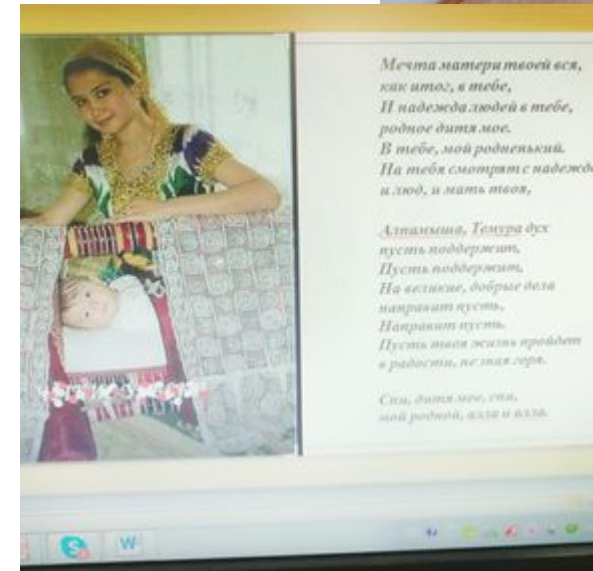 Мечта матери твоей вся,
как итог, в тебе,
И надежда людей в тебе,
родное дитя мое.
В тебе, мой родненький.
На тебя смотрят с надеждо
и люд, и мать твоя,
Алпамыша, Темура дух
пусть поддержит,
Пусть поддержит,
На великие, добрые дела
направит пусть,
Направит пусть.
Пусть твоя жизнь пройдет
в радости, не зная горя.
Спи, дитя мое, спи,
мой родной, алла и алла.